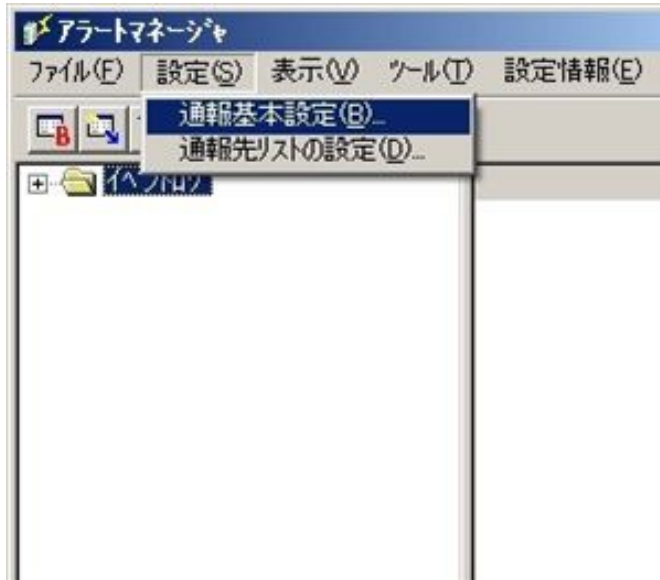 アラートマネージャ
ファイル(F) 設定(S) 表示(V) ツール(T) 設定情報(E)
通報基本設定(B)...
通報先リストの設定(D)...
イベントログ